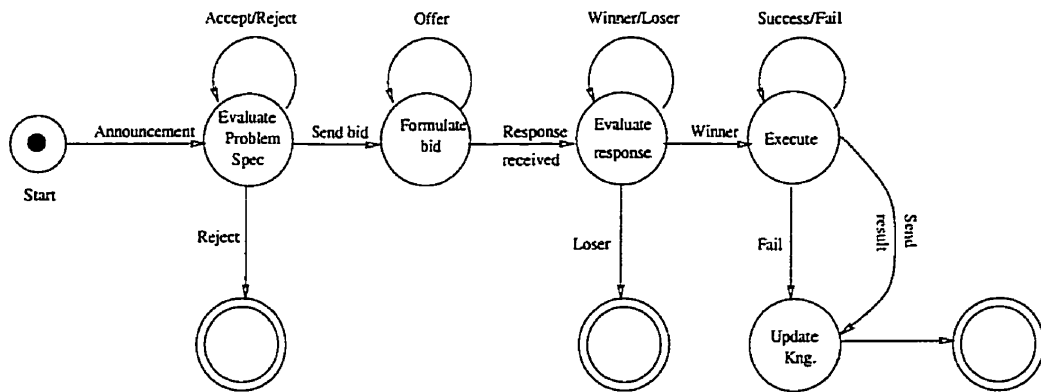 Accept/Reject
Offer
Winner/Loser
Success/Fail
Announcement
Evaluate
Problem
Spec
Send bid
Formulate
bid
Response
received
Evaluate
response
Winner
Execute
Start
Reject
Loser
Fail
Send
result
Update
Kng.